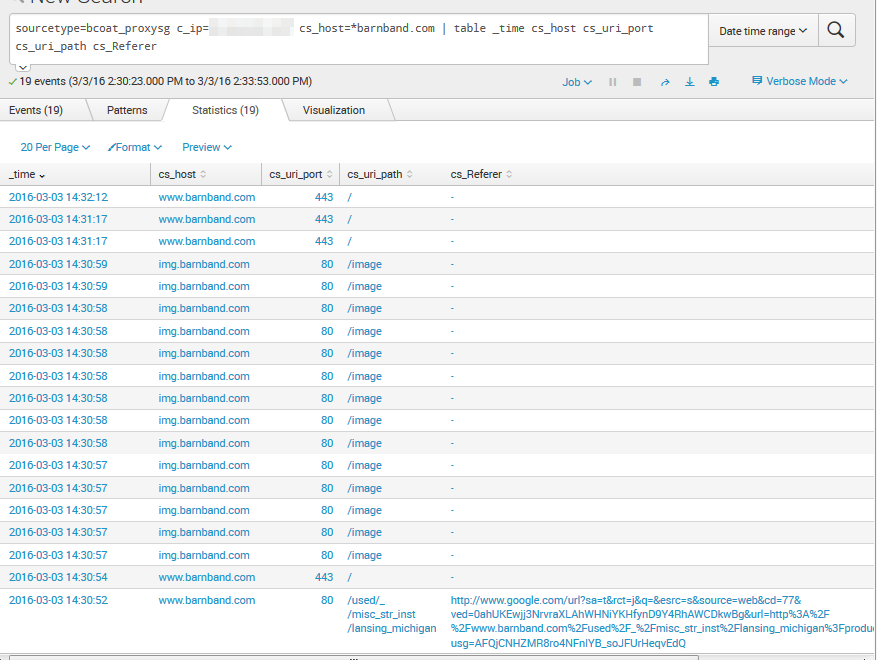 New Search
sourcetype=bcoat_proxysg c_ip= cs_host=*barnband.com | table _time cs_host cs_uri_port
cs_uri_path cs_Referer
Date time range
19 events (3/3/16 2:30:23.000 PM to 3/3/16 2:33:53.000 PM)
Job
Verbose Mode
Events (19) Patterns Statistics (19) Visualization
20 Per Page Format Preview
_time cs_host cs_uri_port cs_uri_path cs_Referer
2016-03-03 14:32:12 www.barnband.com 443 / -
2016-03-03 14:31:17 www.barnband.com 443 / -
2016-03-03 14:31:17 www.barnband.com 443 / -
2016-03-03 14:30:59 img.barnband.com 80 /image -
2016-03-03 14:30:59 img.barnband.com 80 /image -
2016-03-03 14:30:58 img.barnband.com 80 /image -
2016-03-03 14:30:58 img.barnband.com 80 /image -
2016-03-03 14:30:58 img.barnband.com 80 /image -
2016-03-03 14:30:58 img.barnband.com 80 /image -
2016-03-03 14:30:58 img.barnband.com 80 /image -
2016-03-03 14:30:58 img.barnband.com 80 /image -
2016-03-03 14:30:58 img.barnband.com 80 /image -
2016-03-03 14:30:57 img.barnband.com 80 /image -
2016-03-03 14:30:57 img.barnband.com 80 /image -
2016-03-03 14:30:57 img.barnband.com 80 /image -
2016-03-03 14:30:57 img.barnband.com 80 /image -
2016-03-03 14:30:57 img.barnband.com 80 /image -
2016-03-03 14:30:54 www.barnband.com 443 / -
2016-03-03 14:30:52 www.barnband.com 80 /used/_ http://www.google.com/url?sa=t&rct=j&q=&esrc=s&source=web&cd=77&
/misc_str_inst ved=0ahUKEwjj3NrvraXLAhWHNiYKHfynD9Y4RhAWCDkwBg&url=http%3A%2F
/lansing_michigan %2Fwww.barnband.com%2Fused%2F_%2Fmisc_str_inst%2Flansing_michigan%3Fprodu
usg=AFQjCNHZMR8ro4NFnlYB_soJFUrHeqvEdQ